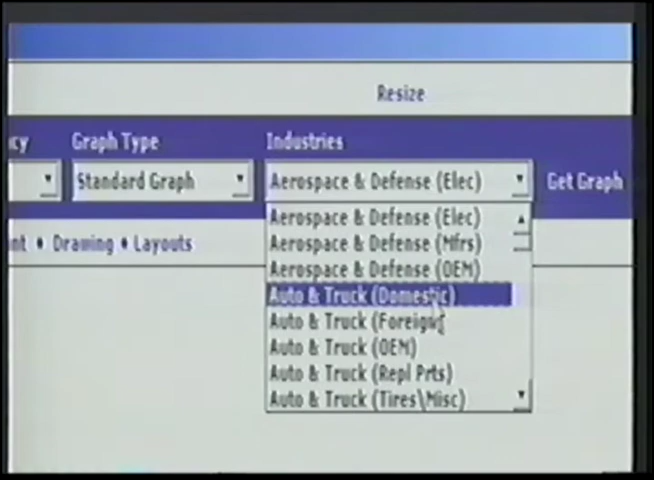 Resize
cy Graph Type Industries
Standard Graph Aerospace & Defense (Elec) Get Graph
Aerospace & Defense (Elec)
nt • Drawing • Layouts Aerospace & Defense (Mfrs)
Aerospace & Defense (OEM)
Auto & Truck (Domestic)
Auto & Truck (Foreign)
Auto & Truck (OEM)
Auto & Truck (Repl Prts)
Auto & Truck (Tires\Misc)